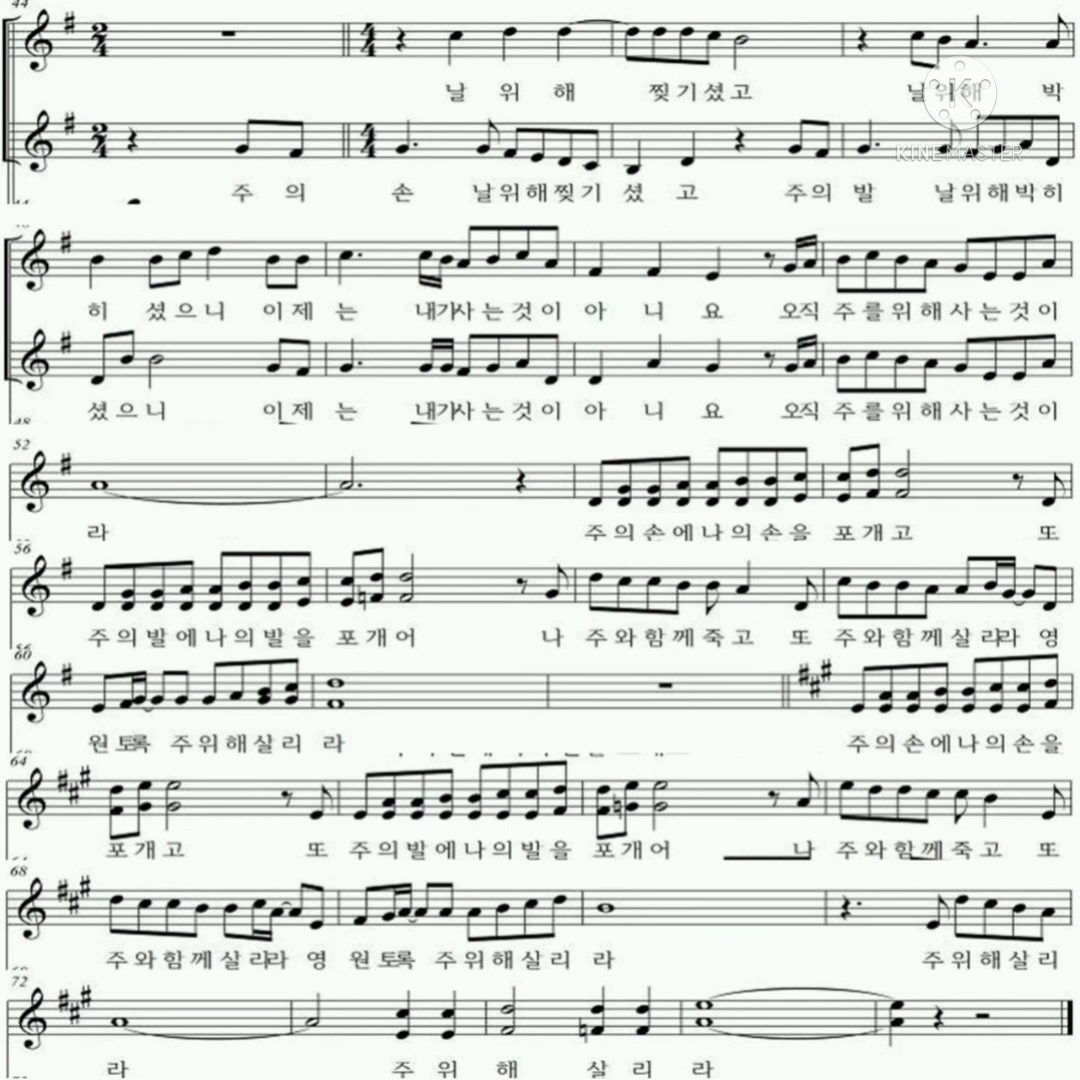 44
날 위 해 찢 기 셨 고 날 위 해 박
KINEMASTER
주 의 손 날 위 해 찢 기 셨 고 주 의 발 날 위 해 박 히
히 셨 으 니 이 제 는 내가사 는 것 이 아 니 요 오직 주 를 위 해 사 는 것 이
셨 으 니 이 제 는 내가사 는 것 이 아 니 요 오직 주 를 위 해 사 는 것 이
52
라 주 의 손 에 나 의 손 을 포 개 고 또
56
주 의 발 에 나 의 발 을 포 개 어 나 주 와 함 께 죽 고 또 주 와 함 께 살 리라 영
60
원 토록 주 위 해 살 리 라 주 의 손 에 나 의 손 을
64
포 개 고 또 주 의 발 에 나 의 발 을 포 개 어 나 주 와 함 께 죽 고 또
68
주 와 함 께 살 리라 영 원 토록 주 위 해 살 리 라 주 위 해 살 리
72
라 주 위 해 살 리 라